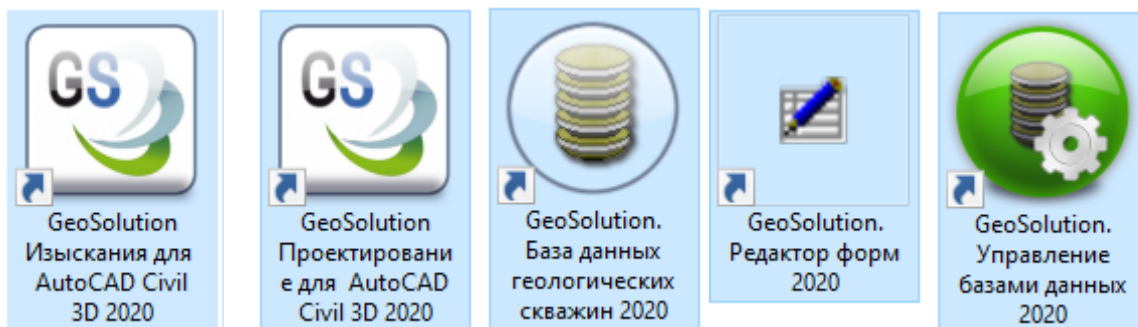 GS
GeoSolution
Изыскания для
AutoCAD Civil
3D 2020
GS
GeoSolution
Проектировани
е для AutoCAD
Civil 3D 2020
GeoSolution.
База данных
геологических
скважин 2020
GeoSolution.
Редактор форм
2020
GeoSolution.
Управление
базами данных
2020